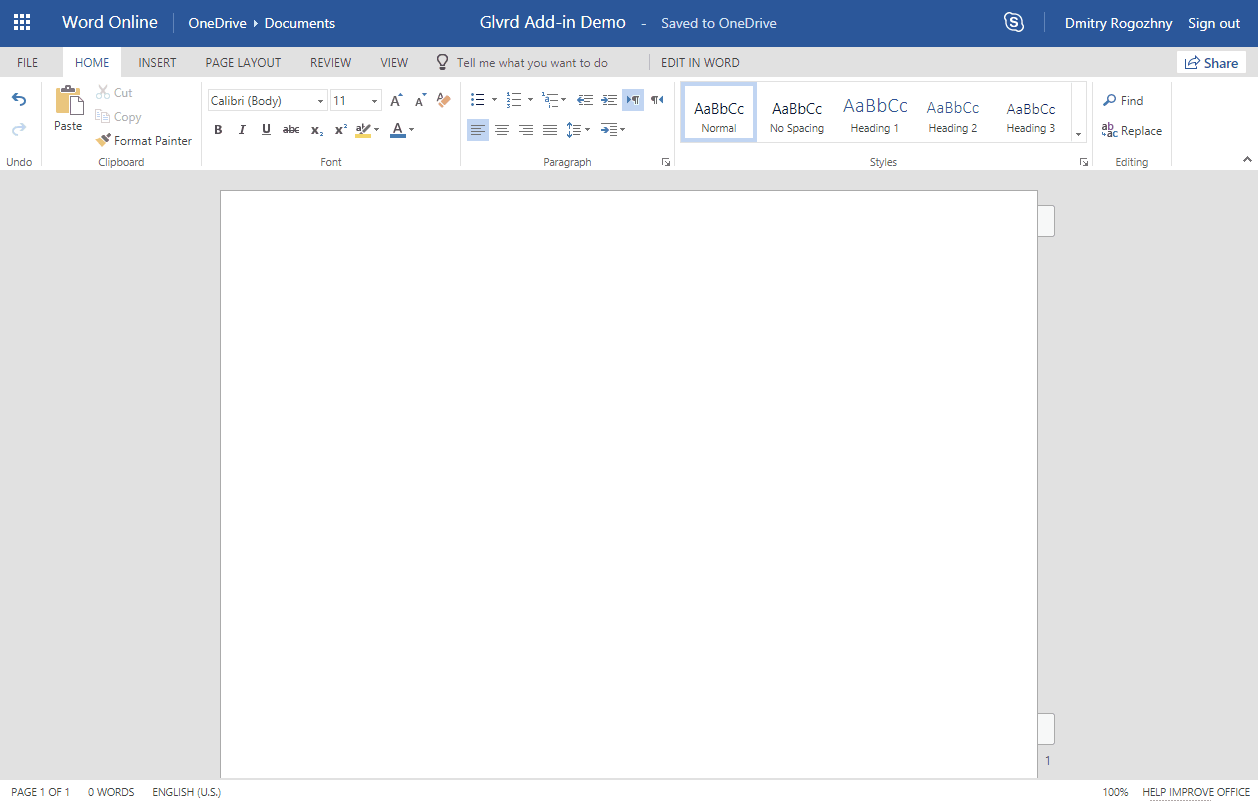 Word Online OneDrive Documents Glvrd Add-in Demo - Saved to OneDrive Dmitry Rogozhny Sign out
FILE HOME INSERT PAGE LAYOUT REVIEW VIEW Tell me what you want to do EDIT IN WORD Share
Undo
Paste
Cut
Copy
Format Painter
Clipboard
Calibri (Body) 11 A A
B I U abc x₂ x² ab A
Font
Paragraph
AaBbCc AaBbCc AaBbCc AaBbCc AaBbCc
Normal No Spacing Heading 1 Heading 2 Heading 3
Styles
Find
Replace
Editing
1
PAGE 1 OF 1 0 WORDS ENGLISH (U.S.) 100% HELP IMPROVE OFFICE